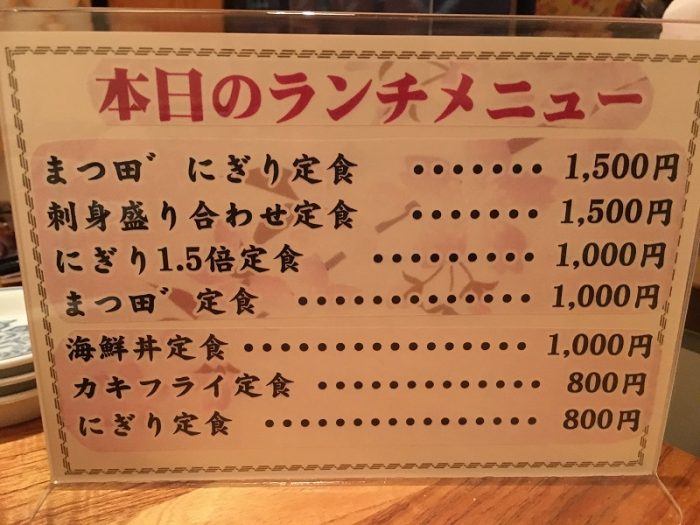 本日のランチメニュー
まつ田゛ にぎり定食 ・・・・・・・ 1,500円
刺身盛り合わせ定食 ・・・・・・・ 1,500円
にぎり1.5倍定食 ・・・・・・・・・ 1,000円
まつ田゛ 定食 ・・・・・・・・・・・・ 1,000円
海鮮丼定食 ・・・・・・・・・・・・・・・ 1,000円
カキフライ定食 ・・・・・・・・・・・・ 800円
にぎり定食 ・・・・・・・・・・・・・・ 800円